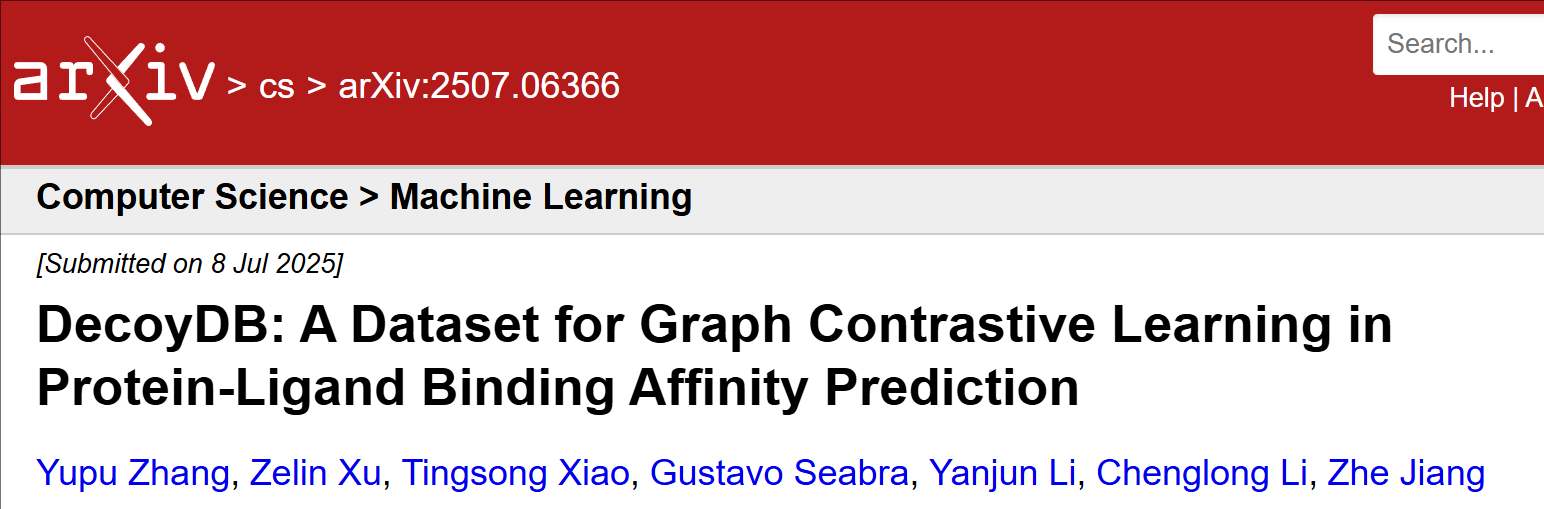 Search...
arXiv > cs > arXiv:2507.06366
Help | A
Computer Science > Machine Learning
[Submitted on 8 Jul 2025]
DecoyDB: A Dataset for Graph Contrastive Learning in
Protein-Ligand Binding Affinity Prediction
Yupu Zhang, Zelin Xu, Tingsong Xiao, Gustavo Seabra, Yanjun Li, Chenglong Li, Zhe Jiang